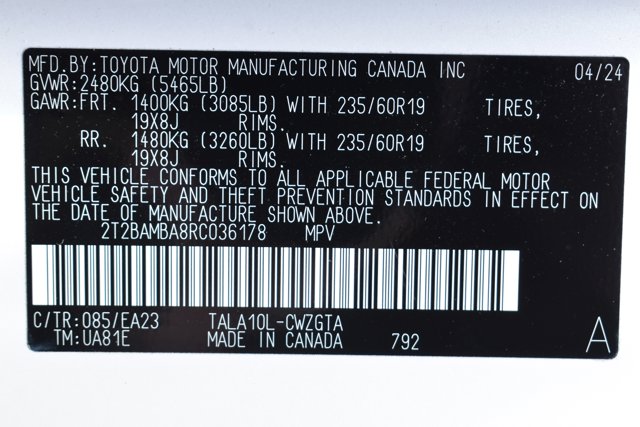 MFD.BY:TOYOTA MOTOR MANUFACTURING CANADA INC 04/24
GVWR:2480KG (5465LB)
GAWR:FRT. 1400KG (3085LB) WITH 235/60R19 TIRES,
19X8J RIMS.
RR. 1480KG (3260LB) WITH 235/60R19 TIRES,
19X8J RIMS.
THIS VEHICLE CONFORMS TO ALL APPLICABLE FEDERAL MOTOR
VEHICLE SAFETY AND THEFT PREVENTION STANDARDS IN EFFECT ON
THE DATE OF MANUFACTURE SHOWN ABOVE.
2T2BAMBA8RC036178 MPV
C/TR:085/EA23 TALA10L-CWZGTA
TM:UA81E MADE IN CANADA 792 A